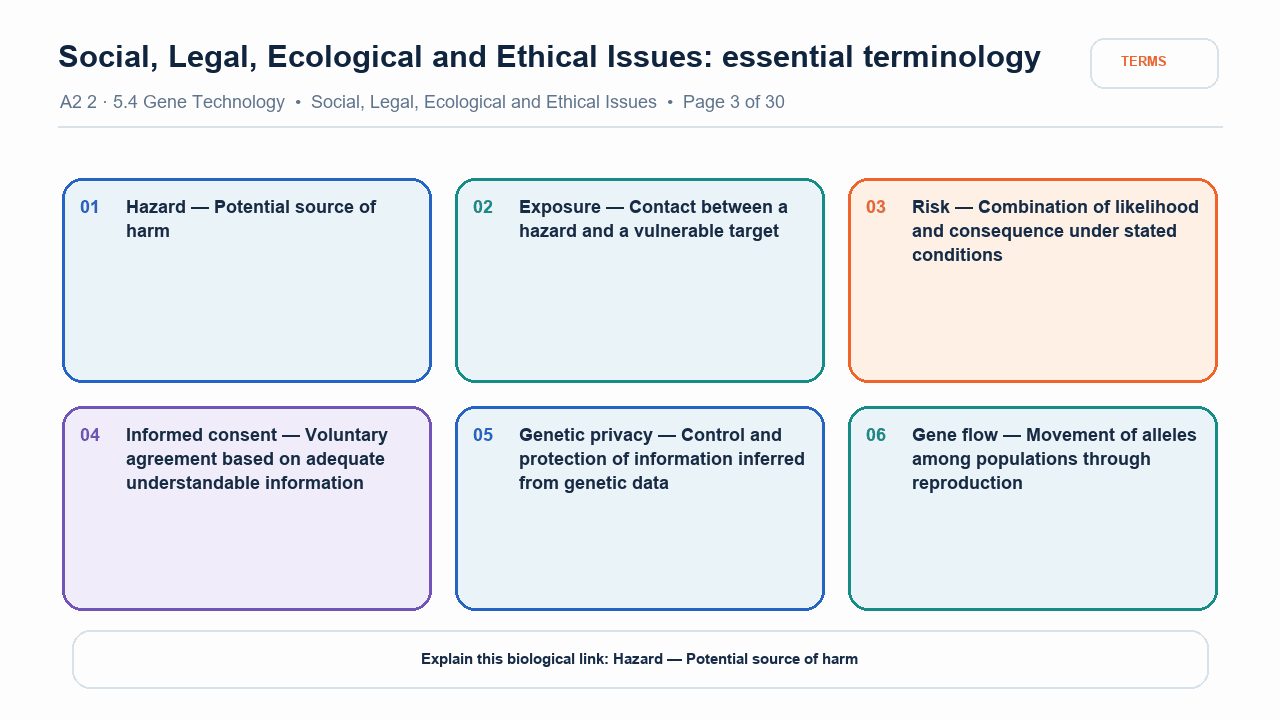 Social, Legal, Ecological and Ethical Issues: essential terminology
TERMS
A2 2 · 5.4 Gene Technology • Social, Legal, Ecological and Ethical Issues • Page 3 of 30
01 Hazard — Potential source of
harm
02 Exposure — Contact between a
hazard and a vulnerable target
03 Risk — Combination of likelihood
and consequence under stated
conditions
04 Informed consent — Voluntary
agreement based on adequate
understandable information
05 Genetic privacy — Control and
protection of information inferred
from genetic data
06 Gene flow — Movement of alleles
among populations through
reproduction
Explain this biological link: Hazard — Potential source of harm